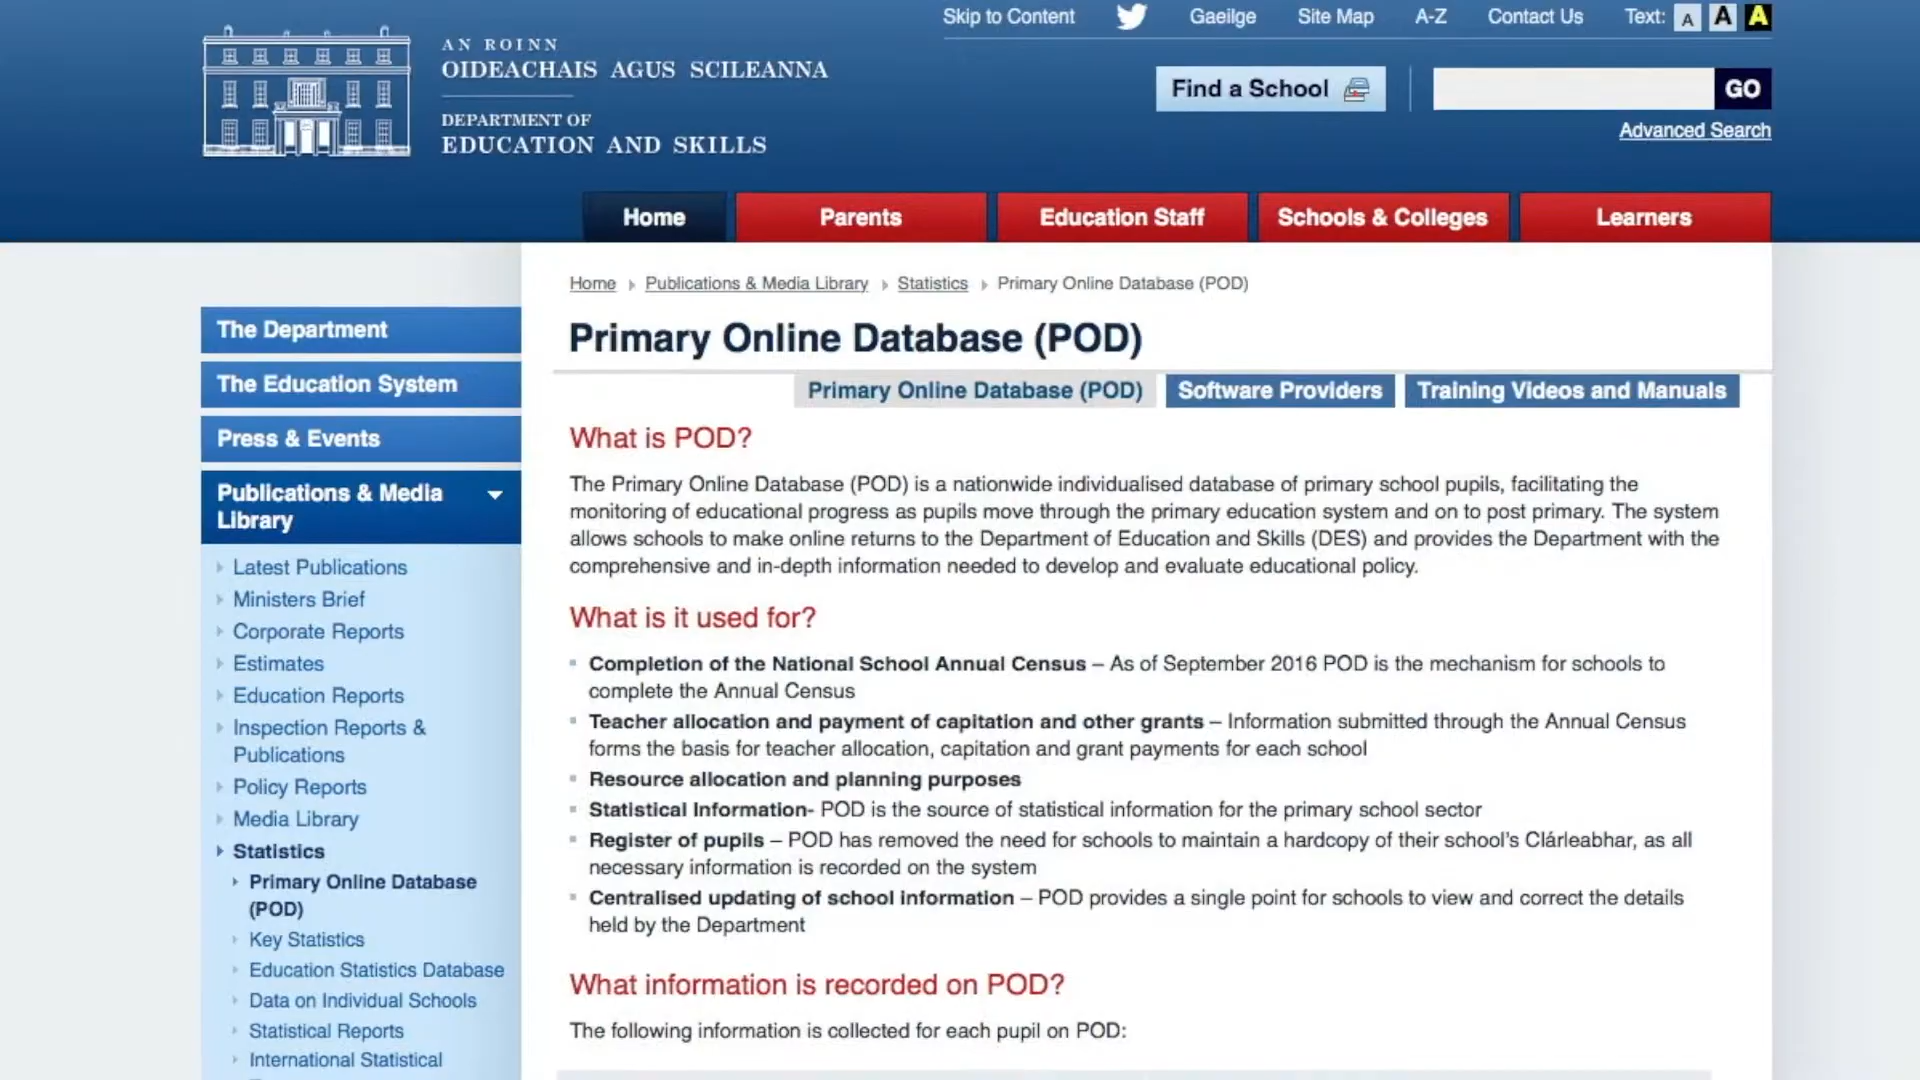 Skip to Content
Gaeilge
Site Map
A-Z
Contact Us
Text: A A A
AN ROINN
OIDEACHAIS AGUS SCILEANNA
DEPARTMENT OF
EDUCATION AND SKILLS
Find a School
GO
Advanced Search
Home
Parents
Education Staff
Schools & Colleges
Learners
The Department
The Education System
Press & Events
Publications & Media
Library
Latest Publications
Ministers Brief
Corporate Reports
Estimates
Education Reports
Inspection Reports &
Publications
Policy Reports
Media Library
Statistics
Primary Online Database
(POD)
Key Statistics
Education Statistics Database
Data on Individual Schools
Statistical Reports
International Statistical
Home Publications & Media Library Statistics Primary Online Database (POD)
Primary Online Database (POD)
Primary Online Database (POD)
Software Providers
Training Videos and Manuals
What is POD?
The Primary Online Database (POD) is a nationwide individualised database of primary school pupils, facilitating the
monitoring of educational progress as pupils move through the primary education system and on to post primary. The system
allows schools to make online returns to the Department of Education and Skills (DES) and provides the Department with the
comprehensive and in-depth information needed to develop and evaluate educational policy.
What is it used for?
Completion of the National School Annual Census – As of September 2016 POD is the mechanism for schools to
complete the Annual Census
Teacher allocation and payment of capitation and other grants – Information submitted through the Annual Census
forms the basis for teacher allocation, capitation and grant payments for each school
Resource allocation and planning purposes
Statistical Information- POD is the source of statistical information for the primary school sector
Register of pupils – POD has removed the need for schools to maintain a hardcopy of their school's Clárleabhar, as all
necessary information is recorded on the system
Centralised updating of school information – POD provides a single point for schools to view and correct the details
held by the Department
What information is recorded on POD?
The following information is collected for each pupil on POD: